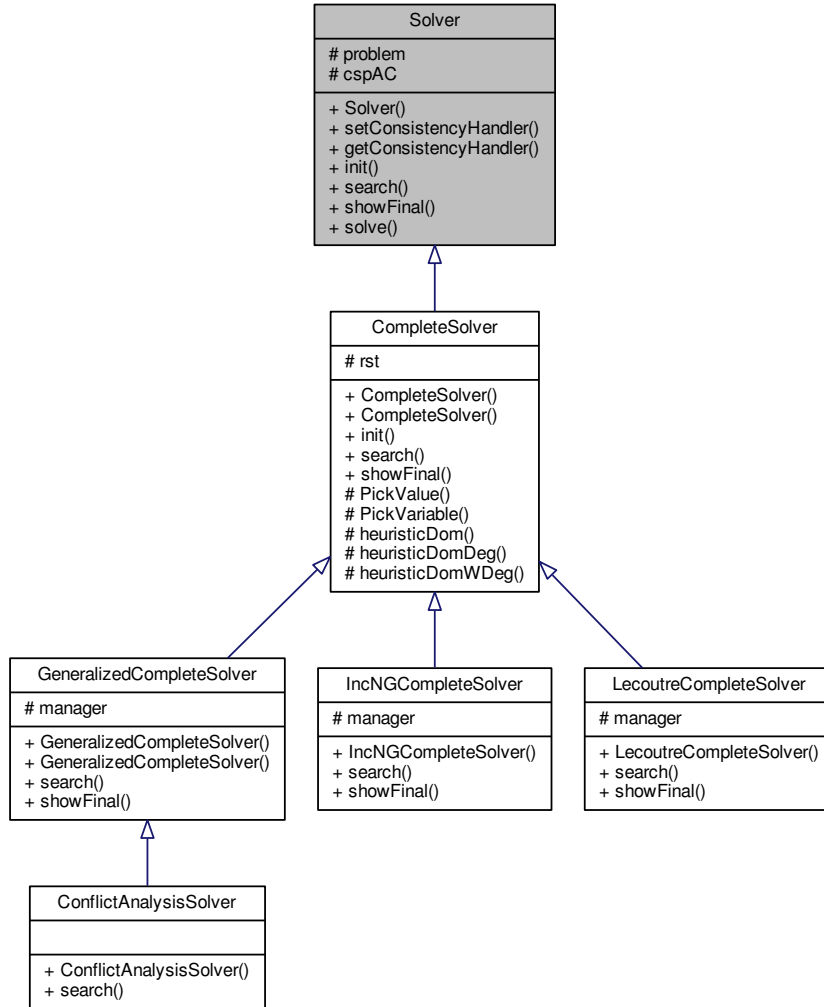 Solver
# problem
# cspAC
+ Solver()
+ setConsistencyHandler()
+ getConsistencyHandler()
+ init()
+ search()
+ showFinal()
+ solve()
CompleteSolver
# rst
+ CompleteSolver()
+ CompleteSolver()
+ init()
+ search()
+ showFinal()
# PickValue()
# PickVariable()
# heuristicDom()
# heuristicDomDeg()
# heuristicDomWDeg()
GeneralizedCompleteSolver
# manager
+ GeneralizedCompleteSolver()
+ GeneralizedCompleteSolver()
+ search()
+ showFinal()
IncNGCompleteSolver
# manager
+ IncNGCompleteSolver()
+ search()
+ showFinal()
LecoutreCompleteSolver
# manager
+ LecoutreCompleteSolver()
+ search()
+ showFinal()
ConflictAnalysisSolver
+ ConflictAnalysisSolver()
+ search()